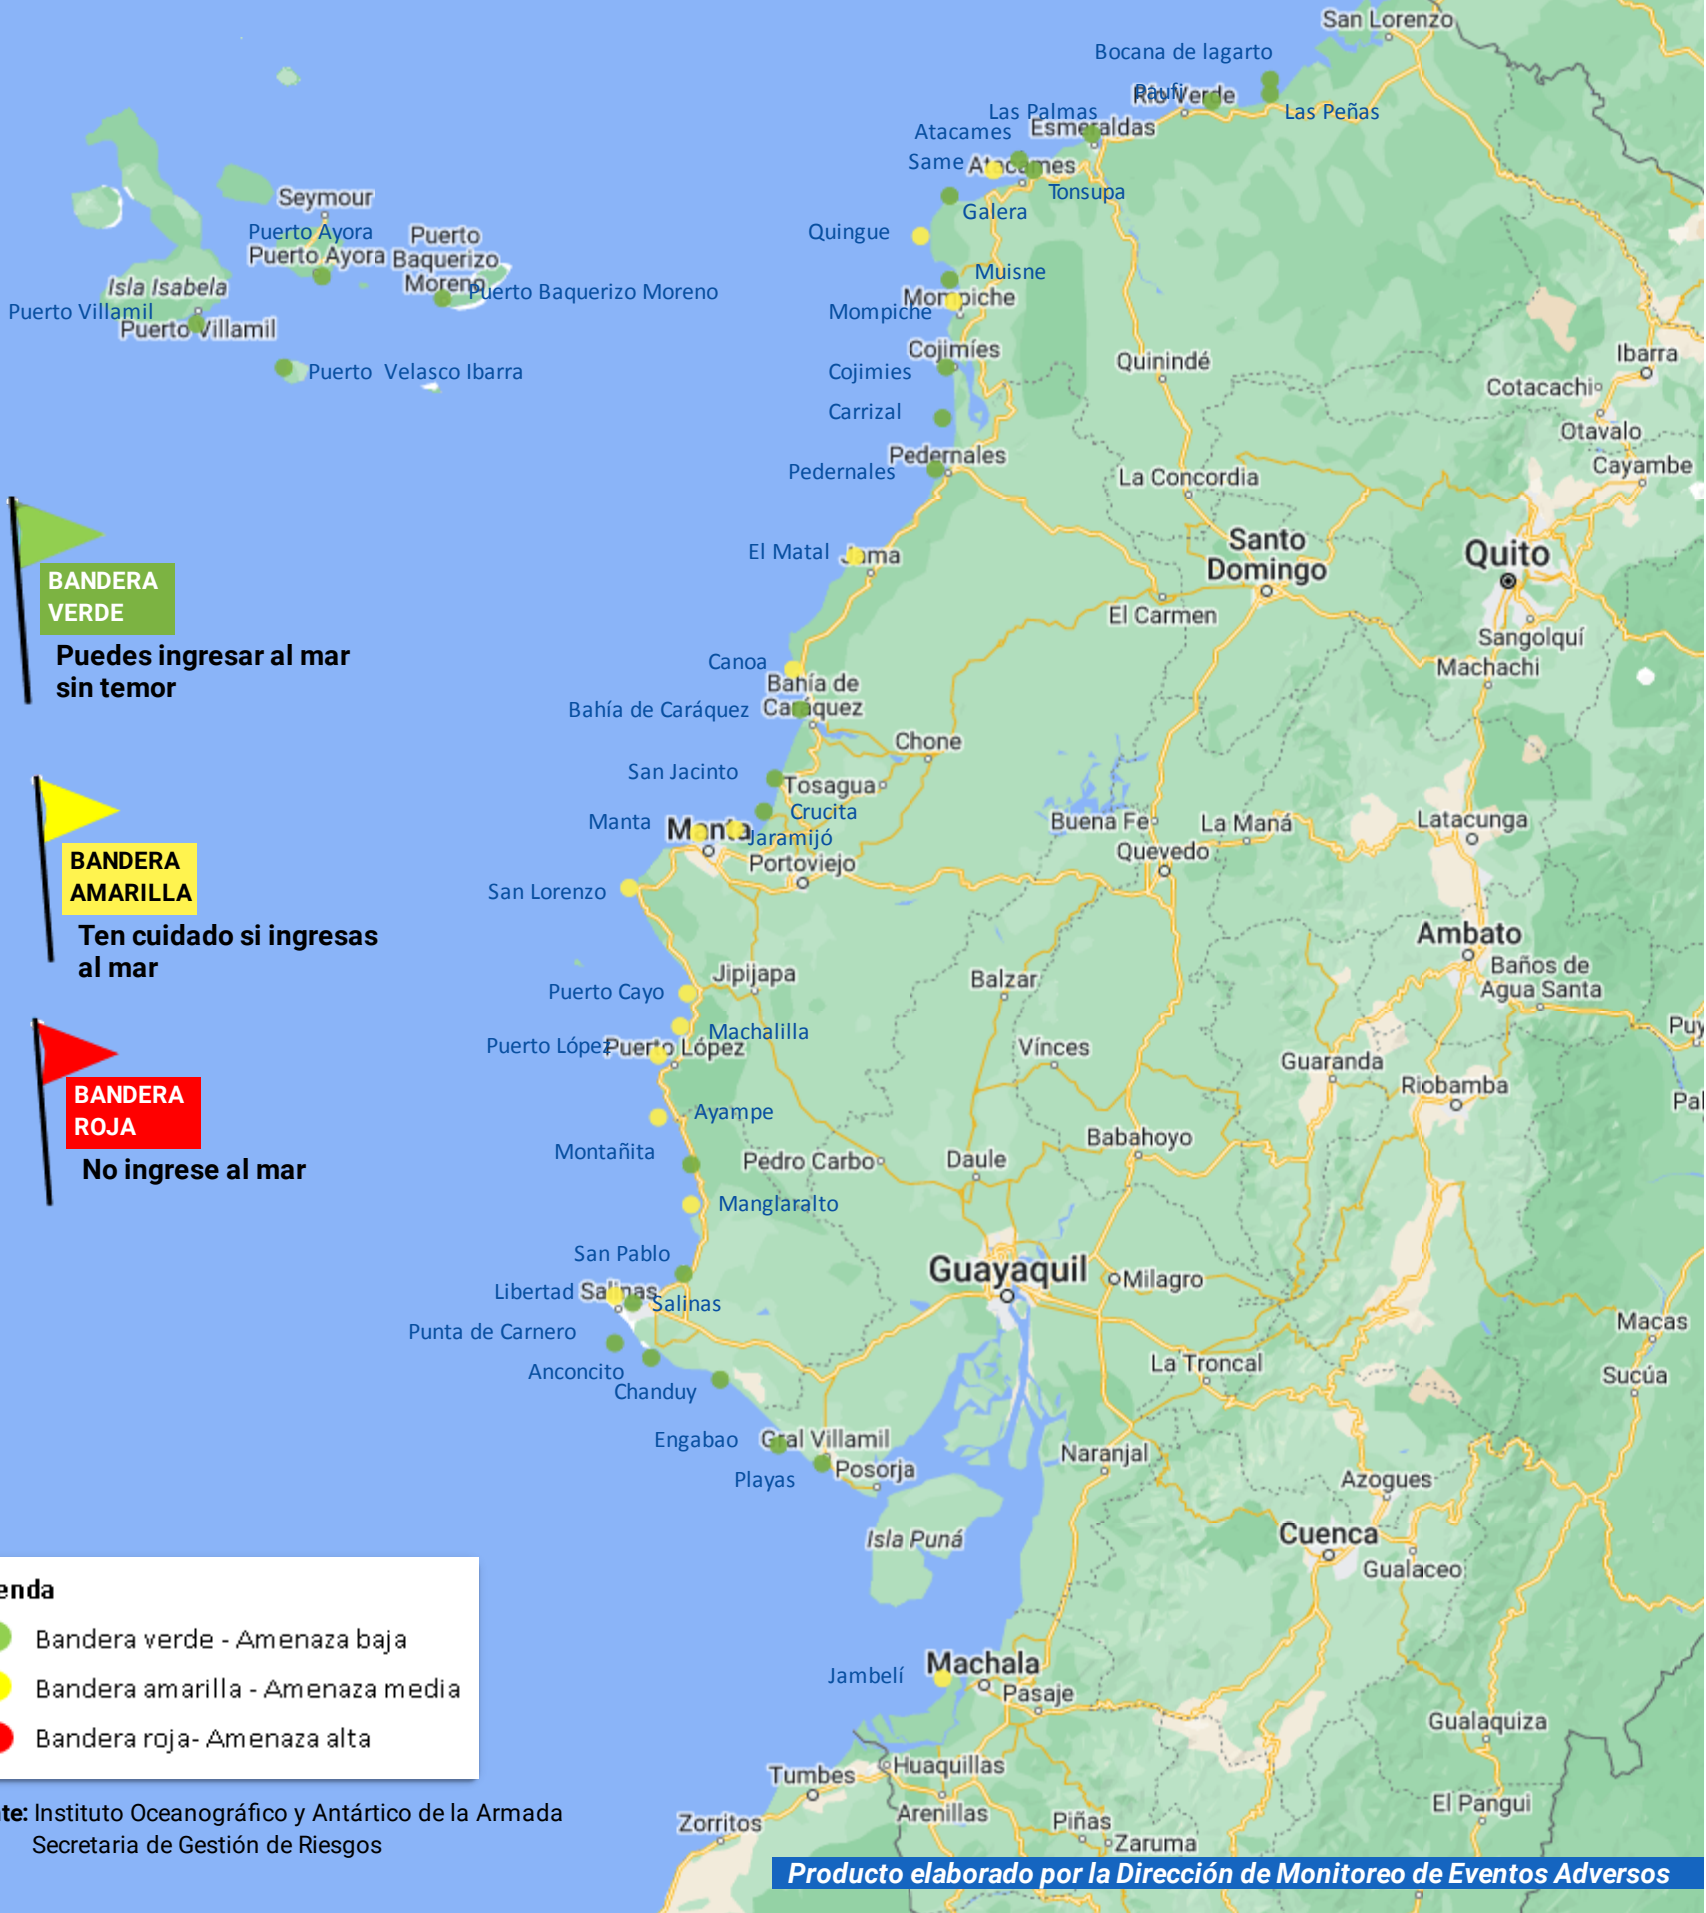 San Lorenzo
Bocana de lagarto
Río Verde
Las Peñas
Las Palmas
Esmeraldas
Atacames
Same
Atacames
Tonsupa
Galera
Quingue
Muisne
Mompiche
Mompiche
Cojimíes
Cojimies
Carrizal
Pedernales
Pedernales
El Matal
Jama
Canoa
Bahía de
Caráquez
Bahía de Caráquez
Chone
San Jacinto
Tosagua
Crucita
Manta
Manta
Jaramijó
Portoviejo
San Lorenzo
Jipijapa
Puerto Cayo
Machalilla
Puerto López
Puerto López
Ayampe
Montañita
Pedro Carbo
Manglaralto
San Pablo
Libertad
Salinas
Salinas
Punta de Carnero
Anconcito
Chanduy
Engabao
Gral Villamil
Playas
Posorja
Isla Puná
Jambelí
Machala
Pasaje
Tumbes
Huaquillas
Zorritos
Arenillas
Piñas
Zaruma
Seymour
Puerto Ayora
Puerto Ayora
Puerto
Baquerizo
Moreno
Puerto Baquerizo Moreno
Isla Isabela
Puerto Villamil
Puerto Villamil
Puerto Velasco Ibarra
Quinindé
Ibarra
Cotacachi
Otavalo
Cayambe
La Concordia
Santo
Domingo
Quito
El Carmen
Sangolquí
Machachi
Buena Fe
La Maná
Latacunga
Quevedo
Ambato
Baños de
Agua Santa
Balzar
Puy
Vínces
Guaranda
Riobamba
Pal
Babahoyo
Daule
Guayaquil
Milagro
Macas
La Troncal
Sucúa
Naranjal
Azogues
Cuenca
Gualaceo
Gualaquiza
El Pangui
BANDERA
VERDE
Puedes ingresar al mar
sin temor
BANDERA
AMARILLA
Ten cuidado si ingresas
al mar
BANDERA
ROJA
No ingrese al mar
enda
Bandera verde - Amenaza baja
Bandera amarilla - Amenaza media
Bandera roja- Amenaza alta
te: Instituto Oceanográfico y Antártico de la Armada
Secretaria de Gestión de Riesgos
Producto elaborado por la Dirección de Monitoreo de Eventos Adversos